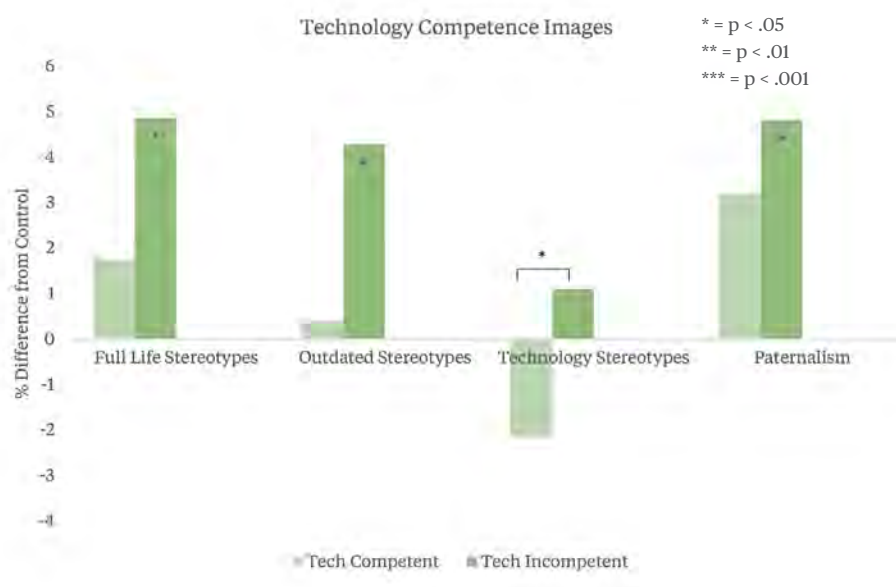 Technology Competence Images
* = p < .05
** = p < .01
*** = p < .001
% Difference from Control
6
5
4
3
2
1
0
-1
-2
-3
-4
*
*
*
*
Full Life Stereotypes
Outdated Stereotypes
Technology Stereotypes
Paternalism
Tech Competent
Tech Incompetent